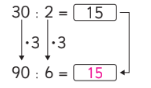 30 : 2 = 15
·3 ·3
90 : 6 = 15